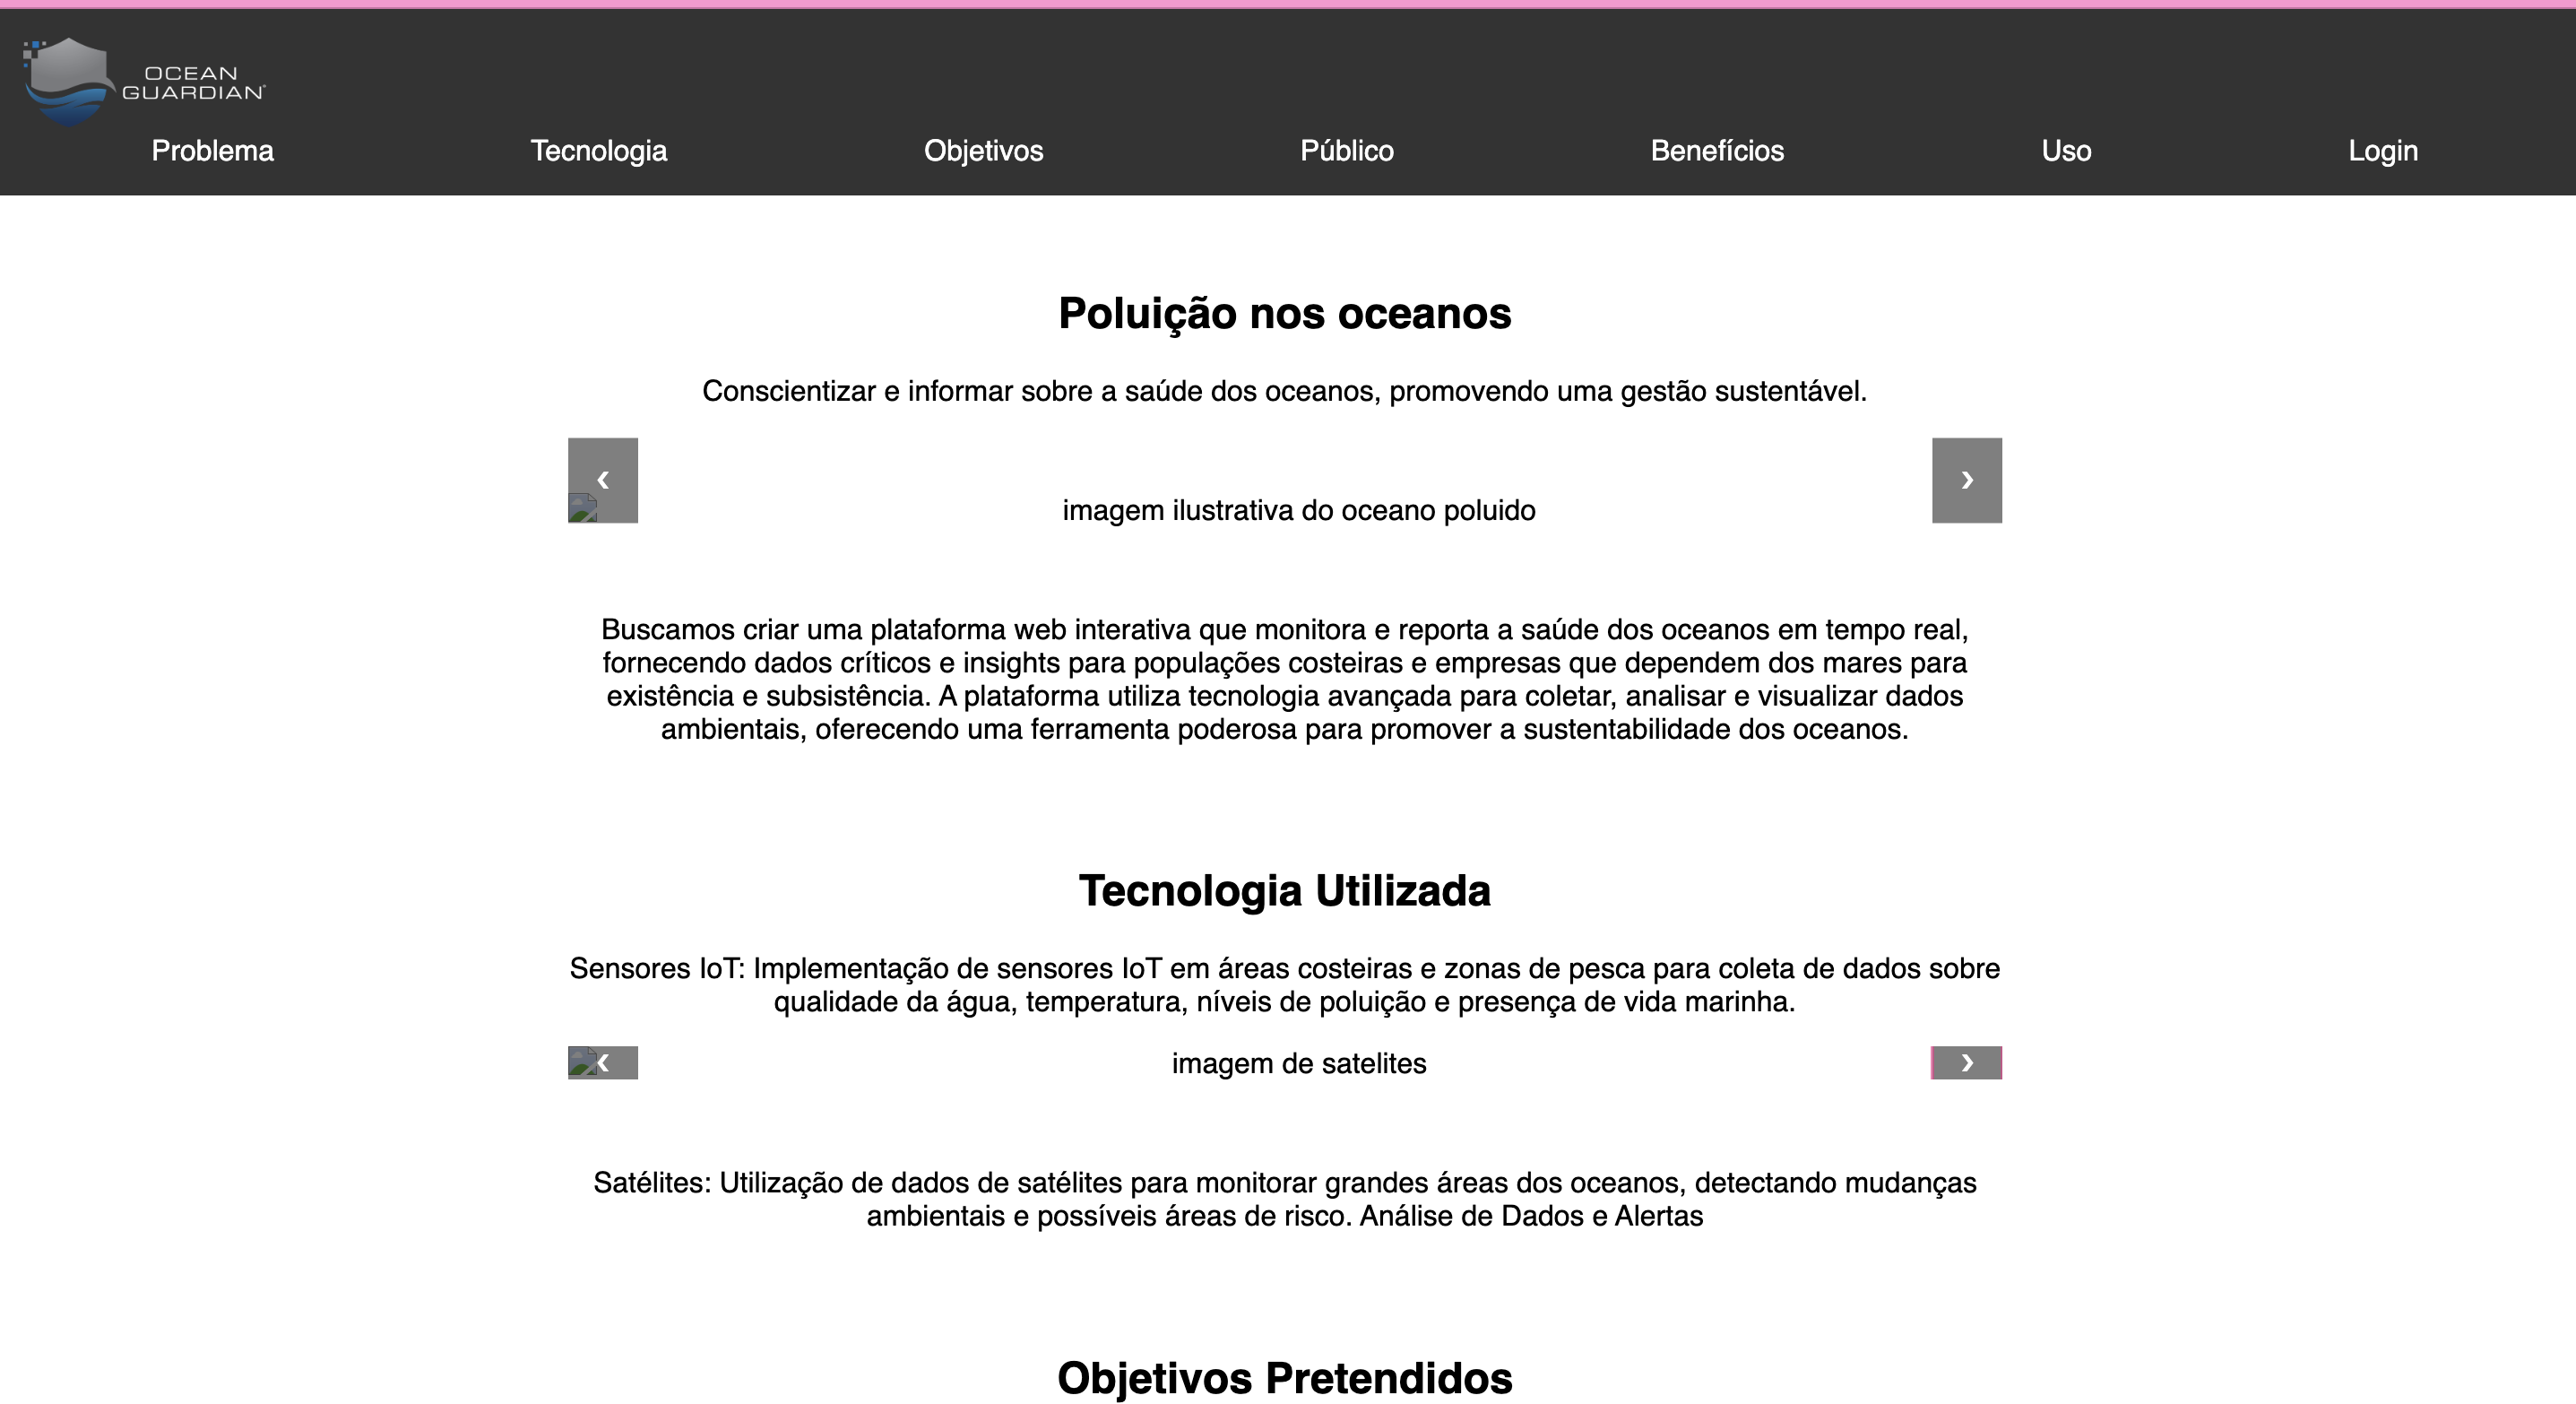 OCEAN
GUARDIAN
Problema
Tecnologia
Objetivos
Público
Benefícios
Uso
Login
Poluição nos oceanos
Conscientizar e informar sobre a saúde dos oceanos, promovendo uma gestão sustentável.
‹
›
imagem ilustrativa do oceano poluido
Buscamos criar uma plataforma web interativa que monitora e reporta a saúde dos oceanos em tempo real,
fornecendo dados críticos e insights para populações costeiras e empresas que dependem dos mares para
existência e subsistência. A plataforma utiliza tecnologia avançada para coletar, analisar e visualizar dados
ambientais, oferecendo uma ferramenta poderosa para promover a sustentabilidade dos oceanos.
Tecnologia Utilizada
Sensores IoT: Implementação de sensores IoT em áreas costeiras e zonas de pesca para coleta de dados sobre
qualidade da água, temperatura, níveis de poluição e presença de vida marinha.
‹
imagem de satelites
›
Satélites: Utilização de dados de satélites para monitorar grandes áreas dos oceanos, detectando mudanças
ambientais e possíveis áreas de risco. Análise de Dados e Alertas
Objetivos Pretendidos